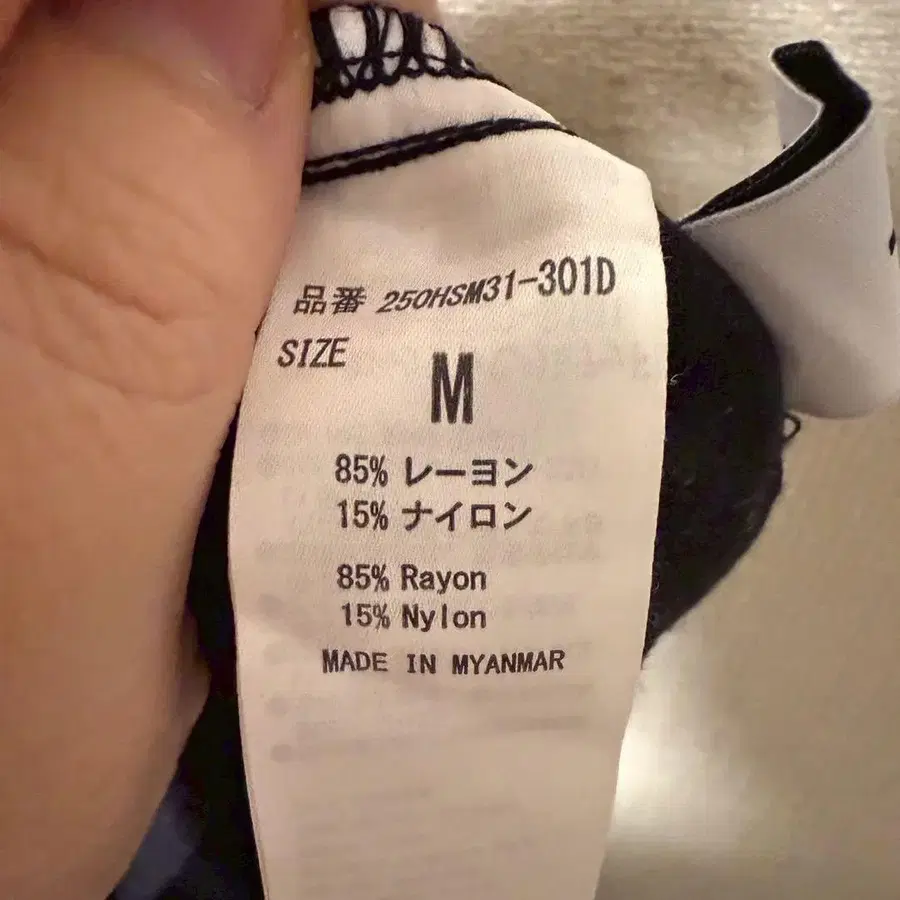 品番 250HSM31-301D
SIZE
M
85% レーヨン
15% ナイロン
85% Rayon
15% Nylon
MADE IN MYANMAR